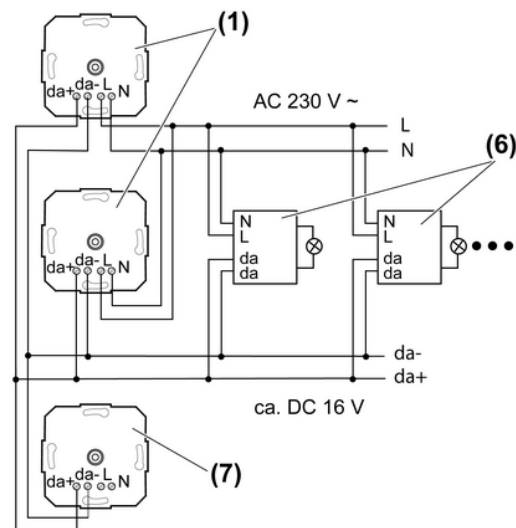 (1)
da+ da- L N
AC 230 V ~
L
N
(6)
da+ da- L N
N
L
da
da
N
L
da
da
da-
da+
ca. DC 16 V
da+ da- L N
(7)